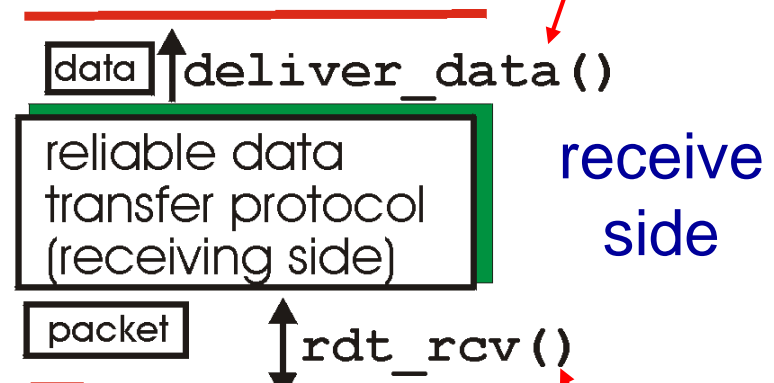 data deliver_data()
reliable data
transfer protocol
(receiving side)
receive
side
packet rdt_rcv()